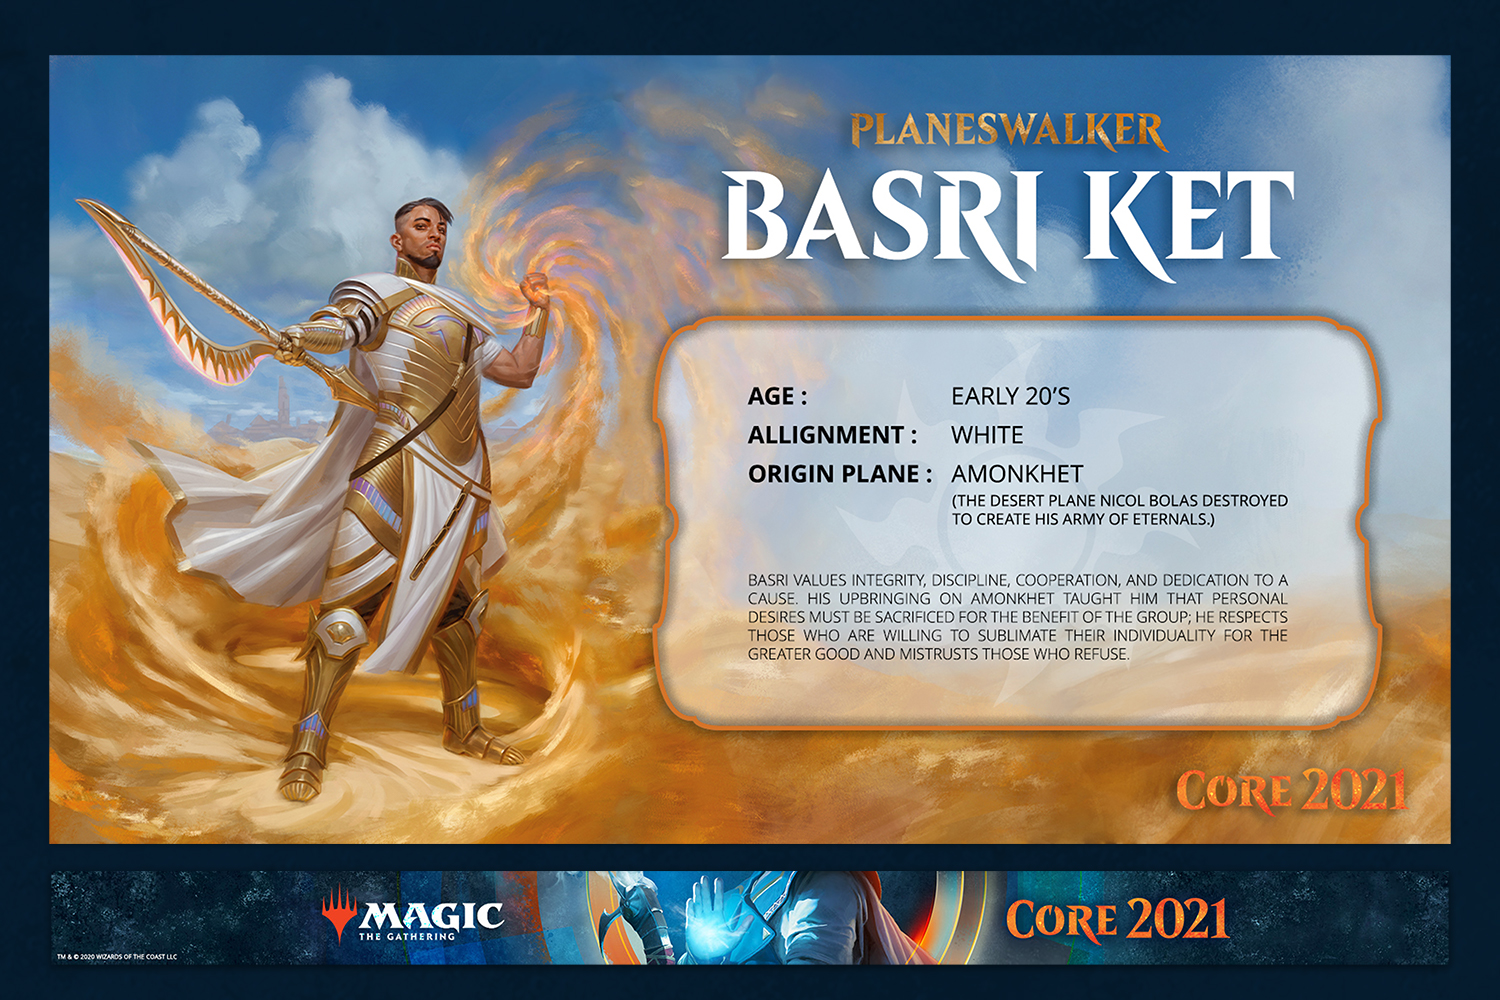 PLANESWALKER
BASRI KET
AGE : EARLY 20'S
ALLIGNMENT : WHITE
ORIGIN PLANE : AMONKHET
(THE DESERT PLANE NICOL BOLAS DESTROYED
TO CREATE HIS ARMY OF ETERNALS.)
BASRI VALUES INTEGRITY, DISCIPLINE, COOPERATION, AND DEDICATION TO A
CAUSE. HIS UPBRINGING ON AMONKHET TAUGHT HIM THAT PERSONAL
DESIRES MUST BE SACRIFICED FOR THE BENEFIT OF THE GROUP; HE RESPECTS
THOSE WHO ARE WILLING TO SUBLIMATE THEIR INDIVIDUALITY FOR THE
GREATER GOOD AND MISTRUSTS THOSE WHO REFUSE.
CORE 2021
MAGIC
THE GATHERING
CORE 2021
TM & © 2020 WIZARDS OF THE COAST LLC